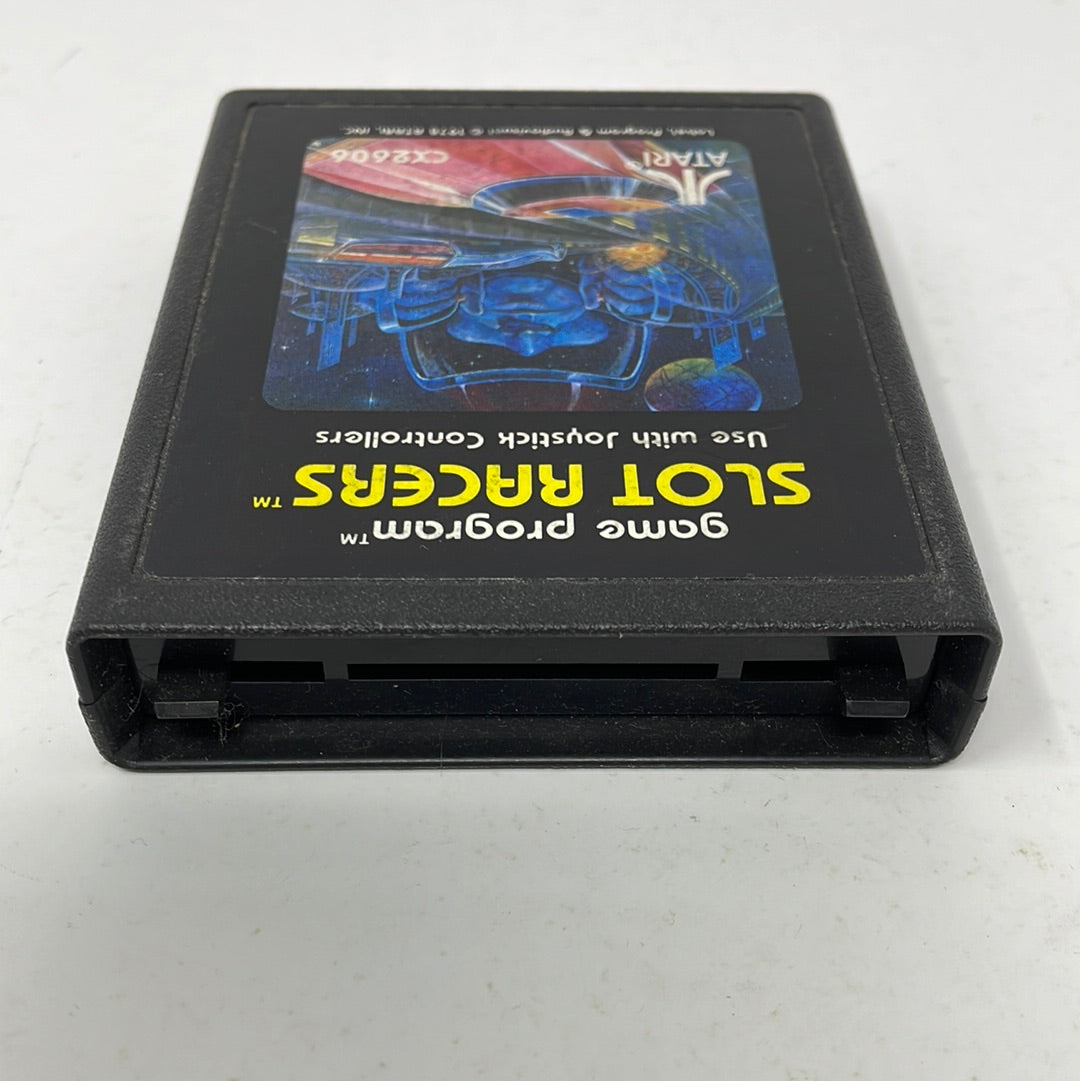 game program™
SLOT RACERS™
Use with Joystick Controllers
ATARI®
CX2606
Label, Program & Audiovisual © 1978 ATARI, INC.